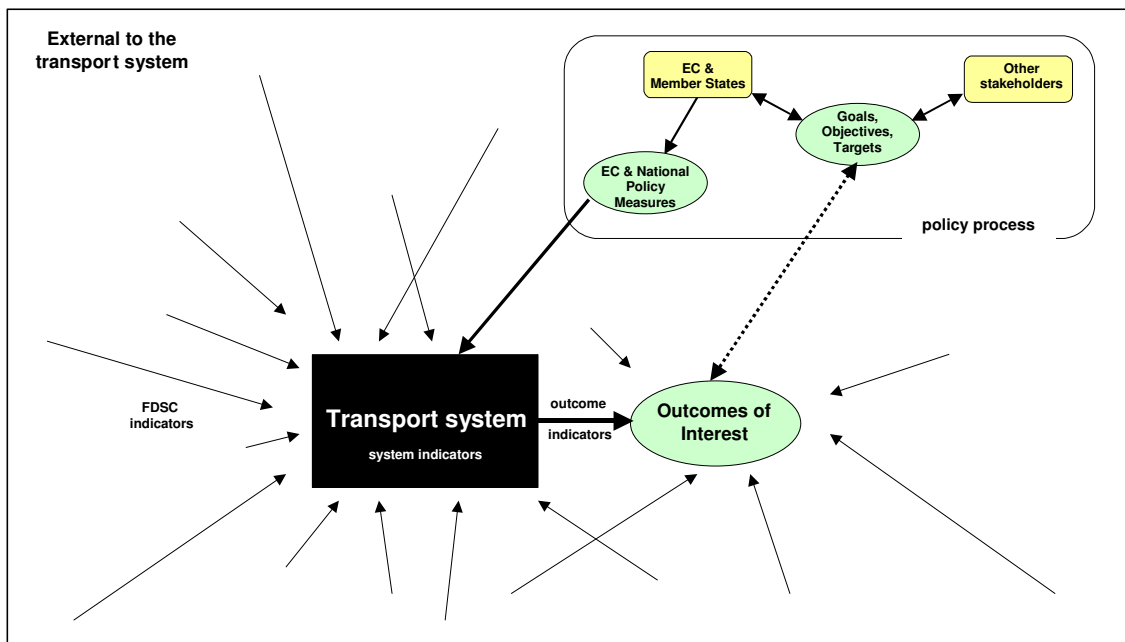 External to the
transport system
EC &
Member States
Other
stakeholders
Goals,
Objectives,
Targets
EC & National
Policy
Measures
policy process
FDSC
indicators
Transport system
system indicators
outcome
indicators
Outcomes of
Interest